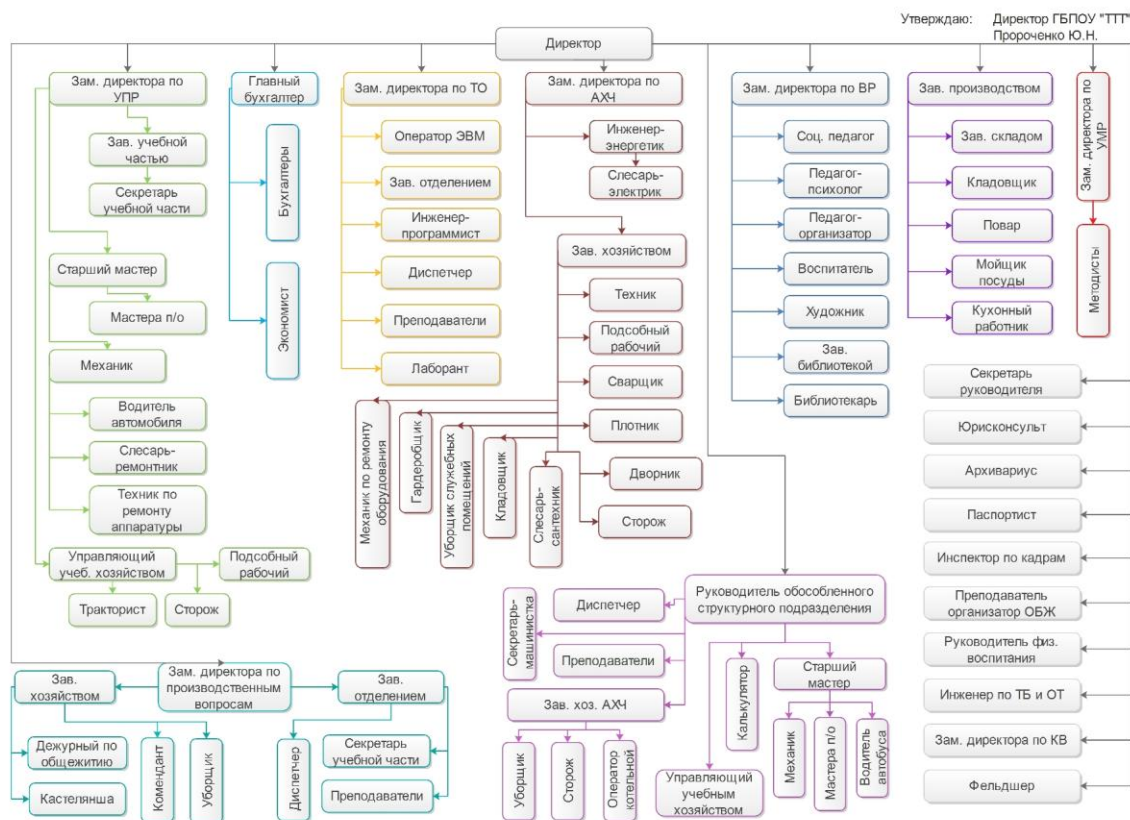 Утверждаю: Директор ГБПОУ "ТТТ"
Пророченко Ю.Н.
Директор
Зам. директора по
УПР
Зав. учебной
частью
Секретарь
учебной части
Старший мастер
Мастера п/о
Механик
Водитель
автомобиля
Слесарь-
ремонтник
Техник по
ремонту
аппаратуры
Управляющий
учеб. хозяйством
Подсобный
рабочий
Тракторист
Сторож
Главный
бухгалтер
Бухгалтеры
Экономист
Зам. директора по ТО
Оператор ЭВМ
Зав. отделением
Инженер-
программист
Диспетчер
Преподаватели
Лаборант
Зам. директора по
АХЧ
Инженер-
энергетик
Слесарь-
электрик
Зав. хозяйством
Техник
Подсобный
рабочий
Сварщик
Плотник
Дворник
Сторож
Механик по ремонту
оборудования
Гардеробщик
Уборщик служебных
помещений
Кладовщик
Слесарь-
сантехник
Зам. директора по ВР
Соц. педагог
Педагог-
психолог
Педагог-
организатор
Воспитатель
Художник
Зав.
библиотекой
Библиотекарь
Зав. производством
Зав. складом
Кладовщик
Повар
Мойщик
посуды
Кухонный
работник
Зам. директора по
УМР
Методисты
Секретарь
руководителя
Юрисконсульт
Архивариус
Паспортист
Инспектор по кадрам
Преподаватель
организатор ОБЖ
Руководитель физ.
воспитания
Инженер по ТБ и ОТ
Зам. директора по КВ
Фельдшер
Руководитель обособленного
структурного подразделения
Диспетчер
Секретарь-
машинистка
Преподаватели
Зав. хоз. АХЧ
Уборщик
Сторож
Оператор
котельной
Калькулятор
Управляющий
учебным
хозяйством
Старший
мастер
Механик
Мастера п/о
Водитель
автобуса
Зам. директора по
производственным
вопросам
Зав.
хозяйством
Дежурный по
общежитию
Кастелянша
Комендант
Уборщик
Зав.
отделением
Диспетчер
Секретарь
учебной части
Преподаватели